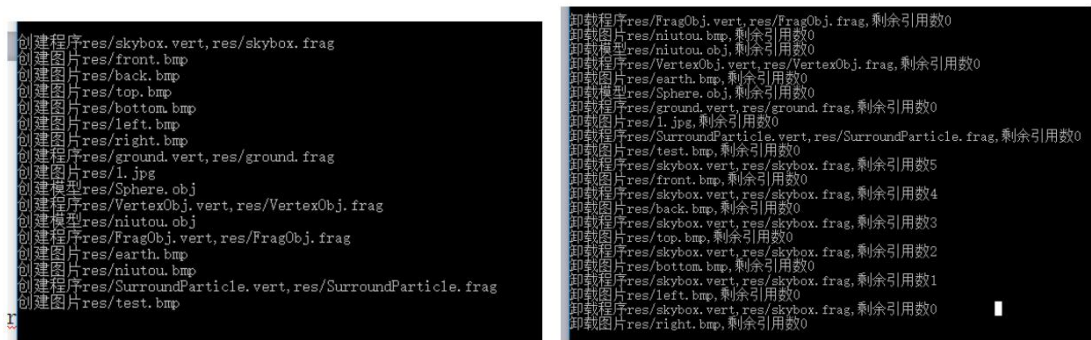 创建程序res/skybox.vert,res/skybox.frag
创建图片res/front.bmp
创建图片res/back.bmp
创建图片res/top.bmp
创建图片res/bottom.bmp
创建图片res/left.bmp
创建图片res/right.bmp
创建程序res/ground.vert,res/ground.frag
创建图片res/1.jpg
创建模型res/Sphere.obj
创建程序res/VertexObj.vert,res/VertexObj.frag
创建模型res/niutou.obj
创建程序res/FragObj.vert,res/FragObj.frag
创建图片res/earth.bmp
创建图片res/niutou.bmp
创建程序res/SurroundParticle.vert,res/SurroundParticle.frag
创建图片res/test.bmp
r
卸载程序res/FragObj.vert,res/FragObj.frag,剩余引用数0
卸载图片res/niutou.bmp,剩余引用数0
卸载模型res/niutou.obj,剩余引用数0
卸载程序res/VertexObj.vert,res/VertexObj.frag,剩余引用数0
卸载图片res/earth.bmp,剩余引用数0
卸载模型res/Sphere.obj,剩余引用数0
卸载程序res/ground.vert,res/ground.frag,剩余引用数0
卸载图片res/1.jpg,剩余引用数0
卸载程序res/SurroundParticle.vert,res/SurroundParticle.frag,剩余引用数0
卸载图片res/test.bmp,剩余引用数0
卸载程序res/skybox.vert,res/skybox.frag,剩余引用数5
卸载图片res/front.bmp,剩余引用数0
卸载程序res/skybox.vert,res/skybox.frag,剩余引用数4
卸载图片res/back.bmp,剩余引用数0
卸载程序res/skybox.vert,res/skybox.frag,剩余引用数3
卸载图片res/top.bmp,剩余引用数0
卸载程序res/skybox.vert,res/skybox.frag,剩余引用数2
卸载图片res/bottom.bmp,剩余引用数0
卸载程序res/skybox.vert,res/skybox.frag,剩余引用数1
卸载图片res/left.bmp,剩余引用数0
卸载程序res/skybox.vert,res/skybox.frag,剩余引用数0
卸载图片res/right.bmp,剩余引用数0